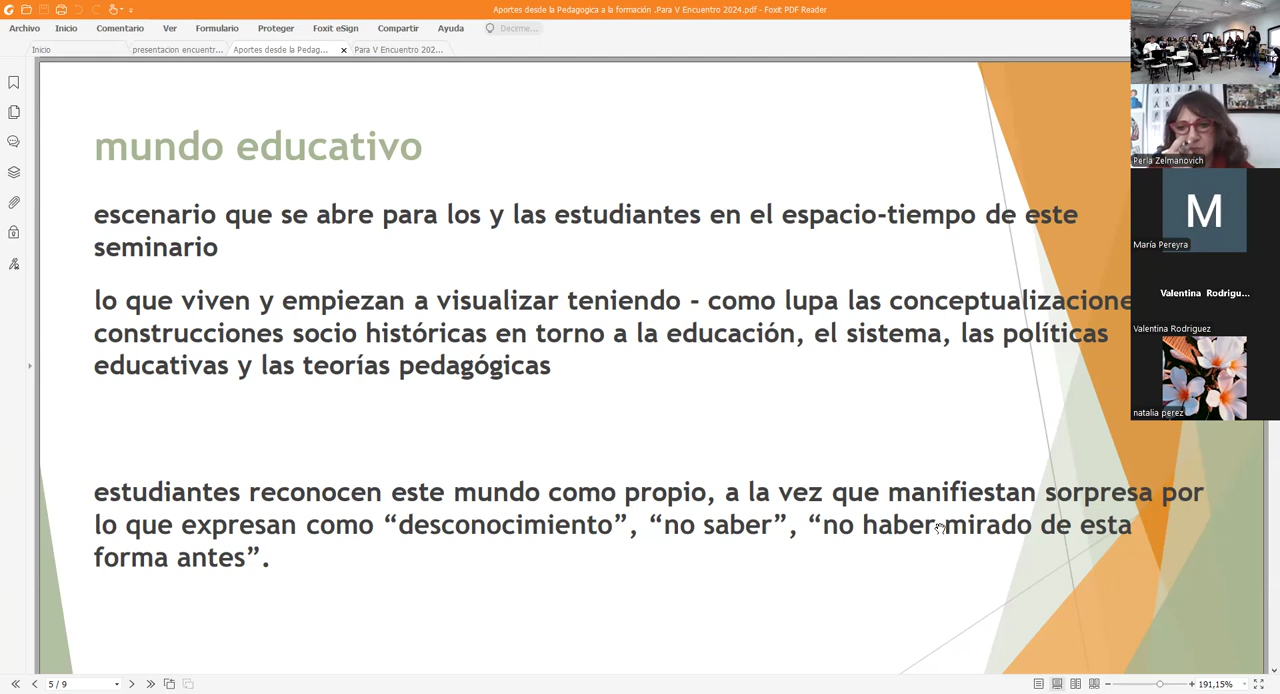 Aportes desde la Pedagogica a la formación .Para V Encuentro 2024.pdf - Foxit PDF Reader
Archivo Inicio Comentario Ver Formulario Proteger Foxit eSign Compartir Ayuda Decirme...
Inicio presentacion encuentr... Aportes desde la Pedag... Para V Encuentro 202...
mundo educativo
escenario que se abre para los y las estudiantes en el espacio-tiempo de este
seminario
lo que viven y empiezan a visualizar teniendo - como lupa las conceptualizacione
construcciones socio históricas en torno a la educación, el sistema, las políticas
educativas y las teorías pedagógicas
estudiantes reconocen este mundo como propio, a la vez que manifiestan sorpresa por
lo que expresan como “desconocimiento”, “no saber”, “no haber mirado de esta
forma antes”.
Perla Zelmanovich
M
María Pereyra
Valentina Rodrigu...
Valentina Rodriguez
natalia perez
5 / 9
191,15%